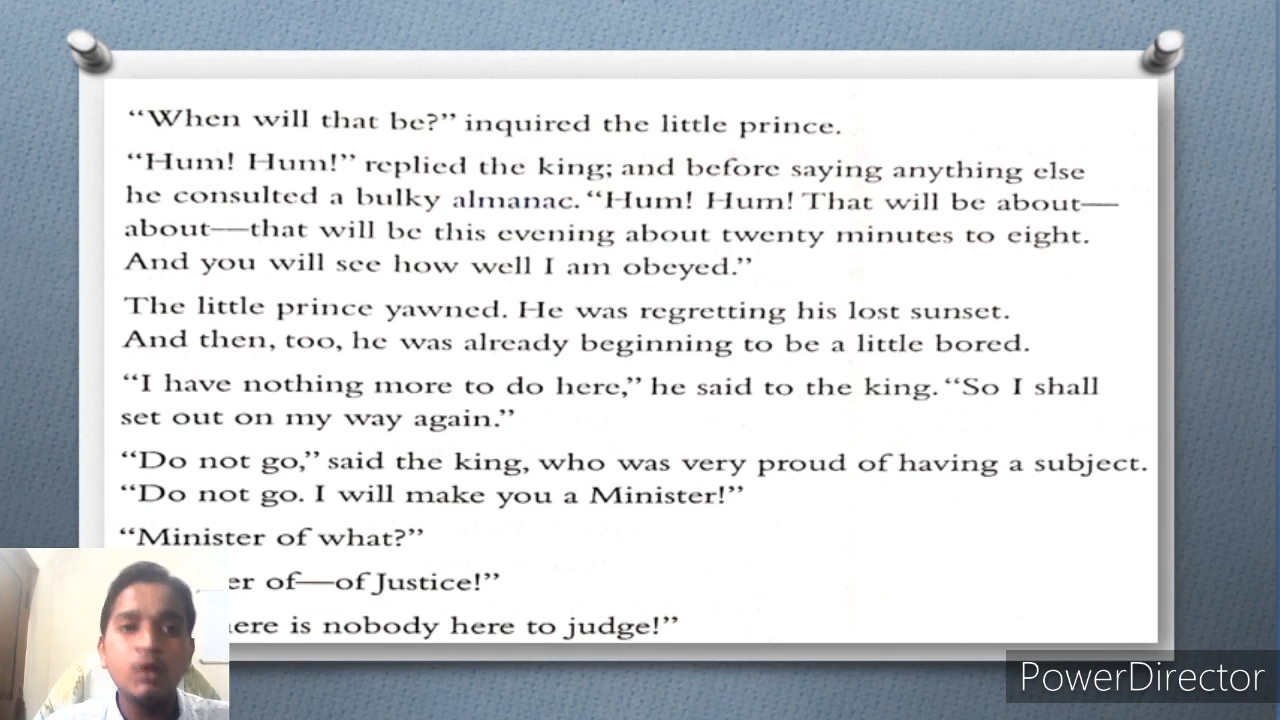 “When will that be?” inquired the little prince.
“Hum! Hum!” replied the king; and before saying anything else
he consulted a bulky almanac. “Hum! Hum! That will be about—
about—that will be this evening about twenty minutes to eight.
And you will see how well I am obeyed.”
The little prince yawned. He was regretting his lost sunset.
And then, too, he was already beginning to be a little bored.
“I have nothing more to do here,” he said to the king. “So I shall
set out on my way again.”
“Do not go,” said the king, who was very proud of having a subject.
“Do not go. I will make you a Minister!”
“Minister of what?”
er of—of Justice!”
ere is nobody here to judge!”
PowerDirector